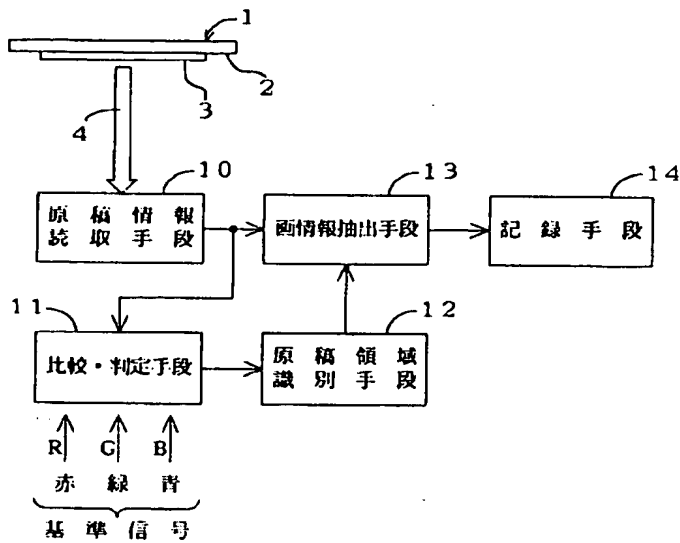 1
2
3
4
10
原稿情報
読取手段
13
画情報抽出手段
14
記録手段
11
比較・判定手段
12
原稿領域
識別手段
R G B
赤 緑 青
基準信号